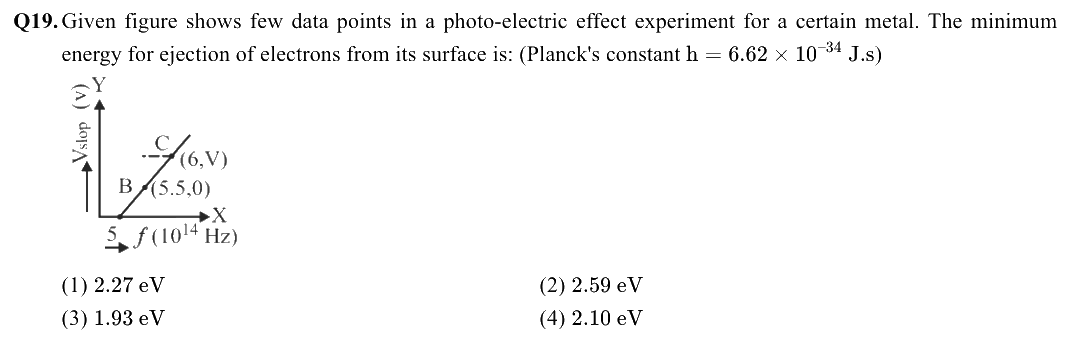 Q19. Given figure shows few data points in a photo-electric effect experiment for a certain metal. The minimum
energy for ejection of electrons from its surface is: (Planck's constant h = 6.62 × 10⁻³⁴ J.s)
Y
Vslop (v)
C
(6,V)
B (5.5,0)
X
5 f (10¹⁴ Hz)
(1) 2.27 eV (2) 2.59 eV
(3) 1.93 eV (4) 2.10 eV